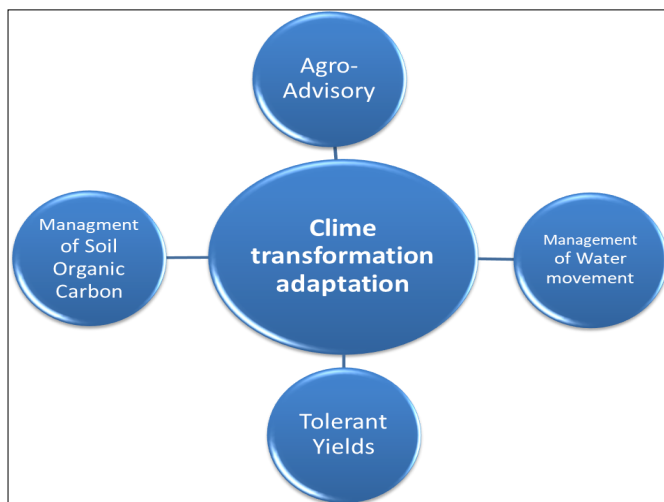 Agro-
Advisory
Managment
of Soil
Organic
Carbon
Clime
transformation
adaptation
Management
of Water
movement
Tolerant
Yields